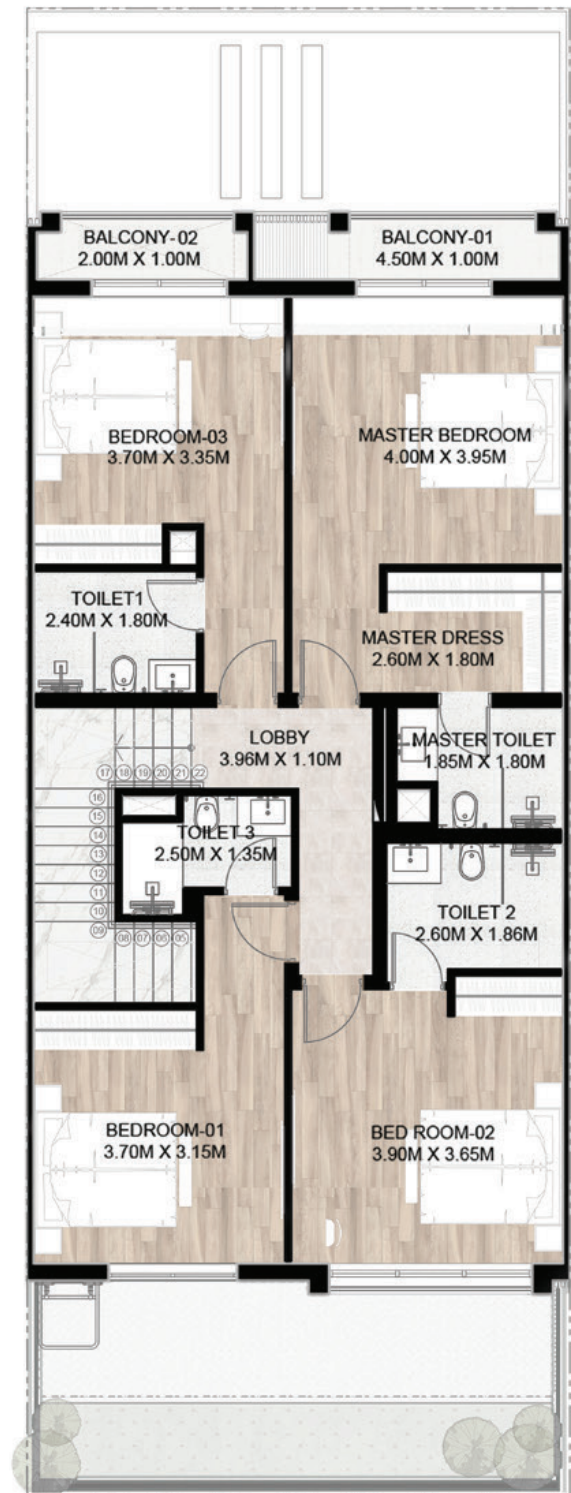 BALCONY-02
2.00M X 1.00M
BALCONY-01
4.50M X 1.00M
BEDROOM-03
3.70M X 3.35M
MASTER BEDROOM
4.00M X 3.95M
TOILET1
2.40M X 1.80M
MASTER DRESS
2.60M X 1.80M
LOBBY
3.96M X 1.10M
MASTER TOILET
1.85M X 1.80M
17 18 19 20 21 22
16
15
14
13
12
11
10
09
08 07 06 05
TOILET 3
2.50M X 1.35M
TOILET 2
2.60M X 1.86M
BEDROOM-01
3.70M X 3.15M
BED ROOM-02
3.90M X 3.65M